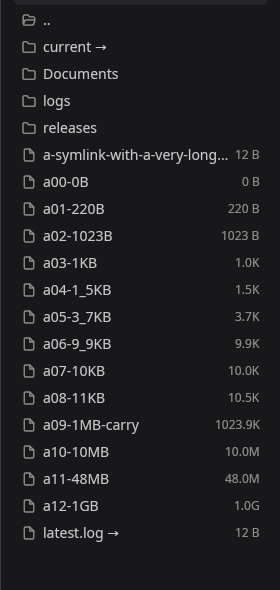 ..
current →
Documents
logs
releases
a-symlink-with-a-very-long... 12 B
a00-0B 0 B
a01-220B 220 B
a02-1023B 1023 B
a03-1KB 1.0K
a04-1_5KB 1.5K
a05-3_7KB 3.7K
a06-9_9KB 9.9K
a07-10KB 10.0K
a08-11KB 10.5K
a09-1MB-carry 1023.9K
a10-10MB 10.0M
a11-48MB 48.0M
a12-1GB 1.0G
latest.log → 12 B